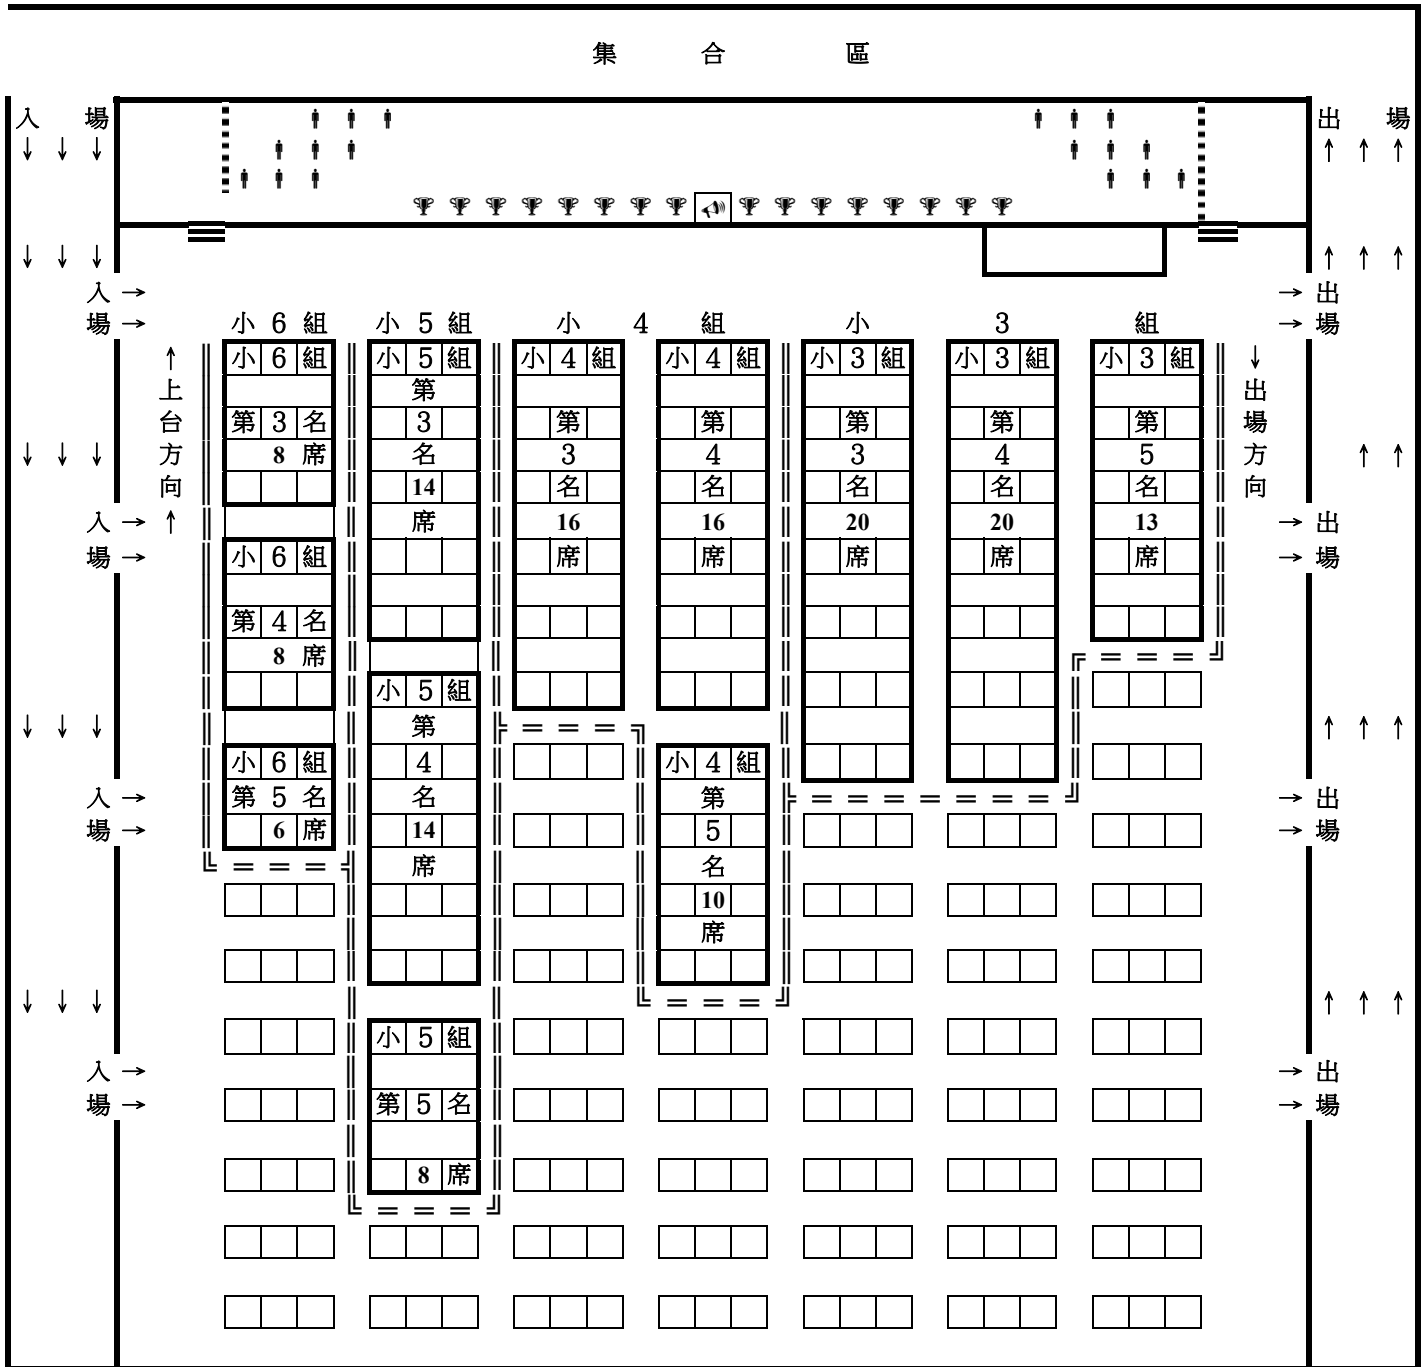 集 合 區
入 場
出 場
↓ ↓ ↓
↑ ↑ ↑
↓ ↓ ↓
↑ ↑ ↑
入 →
場 →
→ 出
→ 場
小 6 組
小 5 組
小 4 組
小 3 組
↑
上
台
方
向
↑
小 6 組
第 3 名
8 席
小 6 組
第 4 名
8 席
小 6 組
第 5 名
6 席
小 5 組
第
3
名
14
席
小 5 組
第
4
名
14
席
小 5 組
第 5 名
8 席
小 4 組
第
3
名
16
席
小 4 組
第
4
名
16
席
小 4 組
第
5
名
10
席
小 3 組
第
3
名
20
席
小 3 組
第
4
名
20
席
小 3 組
第
5
名
13
席
↓
出
場
方
向
↓ ↓ ↓
↑ ↑
入 →
場 →
→ 出
→ 場
↓ ↓ ↓
↑ ↑ ↑
入 →
場 →
→ 出
→ 場
↓ ↓ ↓
↑ ↑ ↑
入 →
場 →
→ 出
→ 場